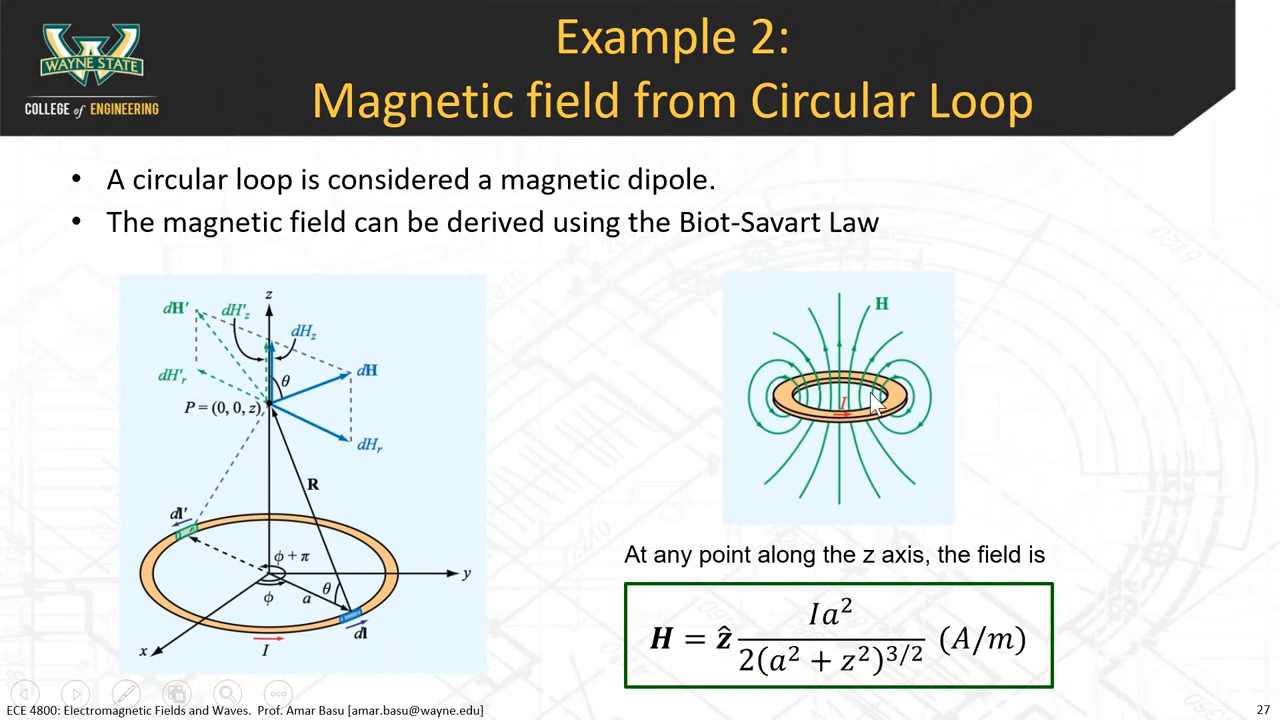 WAYNE STATE
COLLEGE of ENGINEERING
Example 2:
Magnetic field from Circular Loop
• A circular loop is considered a magnetic dipole.
• The magnetic field can be derived using the Biot-Savart Law
z
dH′
dH′z
dHz
dH′r
θ
dH
P = (0, 0, z)
dHr
R
dl′
ϕ + π
y
ϕ
a
θ
x
I
dl
H
I
At any point along the z axis, the field is
H = ẑ Ia² / 2(a² + z²)^3/2 (A/m)
ECE 4800: Electromagnetic Fields and Waves. Prof. Amar Basu [amar.basu@wayne.edu]
27